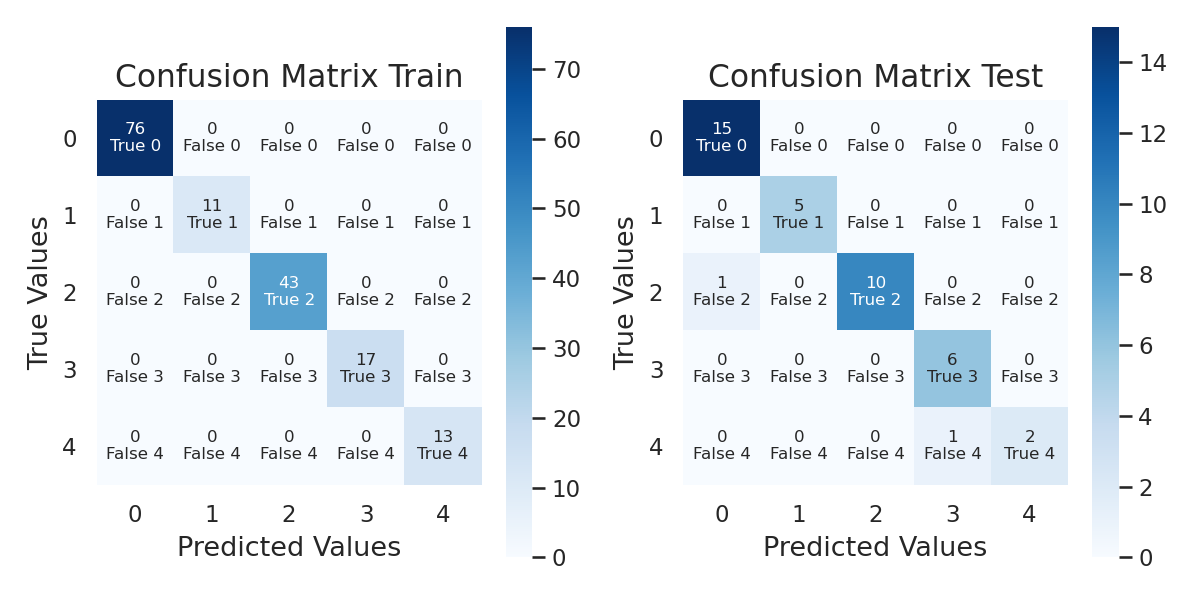 Confusion Matrix Train
0
76 0 0 0 0
True 0 False 0 False 0 False 0 False 0
1
0 11 0 0 0
False 1 True 1 False 1 False 1 False 1
2
0 0 43 0 0
False 2 False 2 True 2 False 2 False 2
3
0 0 0 17 0
False 3 False 3 False 3 True 3 False 3
4
0 0 0 0 13
False 4 False 4 False 4 False 4 True 4
0 1 2 3 4
Predicted Values
True Values
70
60
50
40
30
20
10
0
Confusion Matrix Test
0
15 0 0 0 0
True 0 False 0 False 0 False 0 False 0
1
0 5 0 0 0
False 1 True 1 False 1 False 1 False 1
2
1 0 10 0 0
False 2 False 2 True 2 False 2 False 2
3
0 0 0 6 0
False 3 False 3 False 3 True 3 False 3
4
0 0 0 1 2
False 4 False 4 False 4 False 4 True 4
0 1 2 3 4
Predicted Values
True Values
14
12
10
8
6
4
2
0